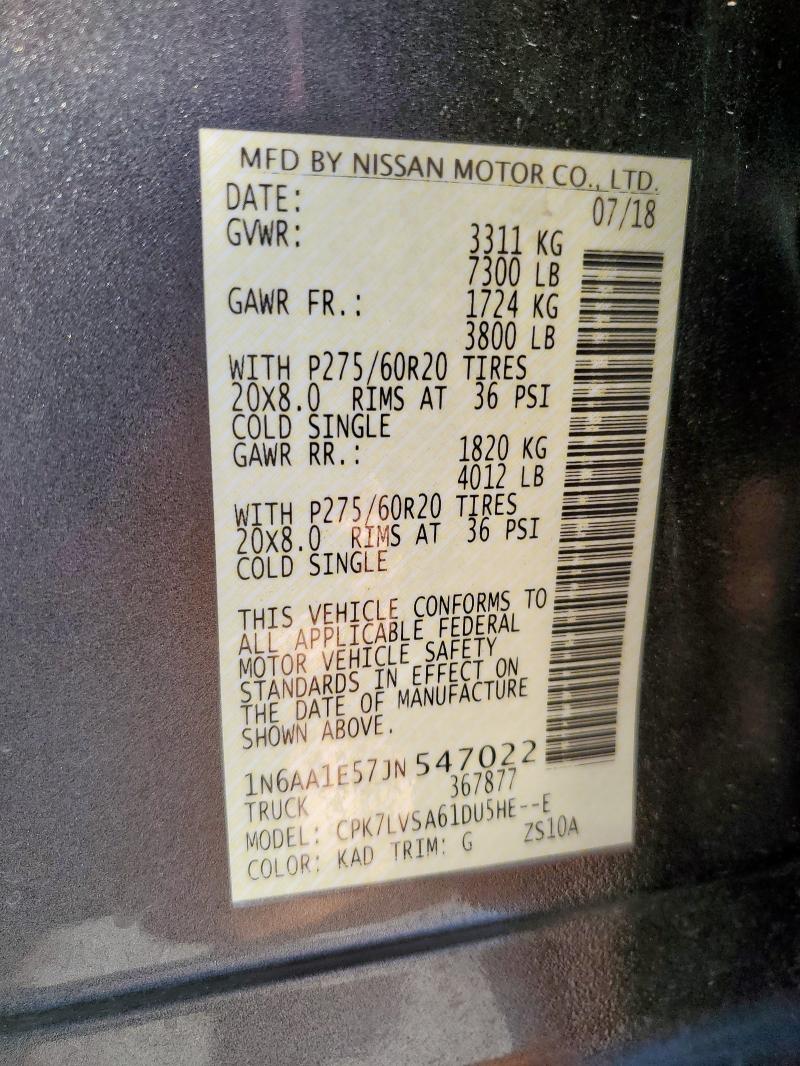 MFD BY NISSAN MOTOR CO., LTD.
DATE: 07/18
GVWR: 3311 KG
7300 LB
GAWR FR.: 1724 KG
3800 LB
WITH P275/60R20 TIRES
20X8.0 RIMS AT 36 PSI
COLD SINGLE
GAWR RR.: 1820 KG
4012 LB
WITH P275/60R20 TIRES
20X8.0 RIMS AT 36 PSI
COLD SINGLE
THIS VEHICLE CONFORMS TO
ALL APPLICABLE FEDERAL
MOTOR VEHICLE SAFETY
STANDARDS IN EFFECT ON
THE DATE OF MANUFACTURE
SHOWN ABOVE.
1N6AA1E57JN547022
TRUCK 367877
MODEL: CPK7LVSA61DU5HE--E
COLOR: KAD TRIM: G ZS10A